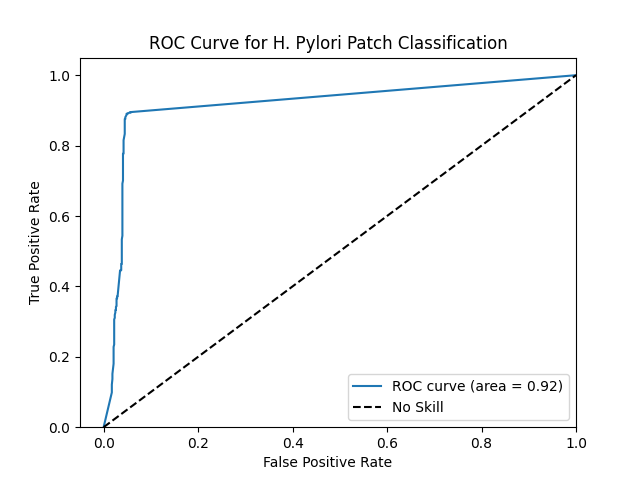 ROC Curve for H. Pylori Patch Classification
True Positive Rate
1.0
0.8
0.6
0.4
0.2
0.0
ROC curve (area = 0.92)
No Skill
0.0 0.2 0.4 0.6 0.8 1.0
False Positive Rate